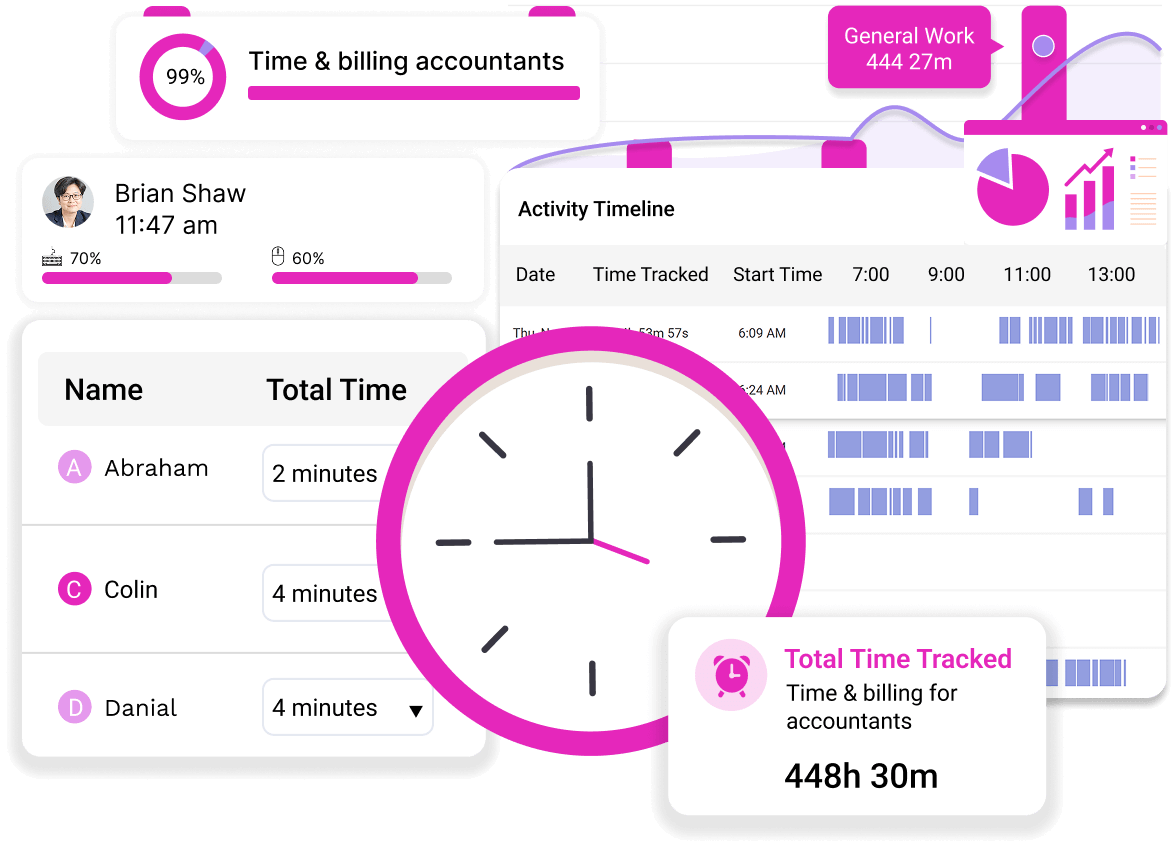 99%
Time & billing accountants
General Work
444 27m
Brian Shaw
11:47 am
70%
60%
Activity Timeline
Date Time Tracked Start Time 7:00 9:00 11:00 13:00
Thu, 53m 57s 6:09 AM
6:24 AM
Name Total Time
A Abraham 2 minutes
C Colin 4 minutes
D Danial 4 minutes
Total Time Tracked
Time & billing for
accountants
448h 30m